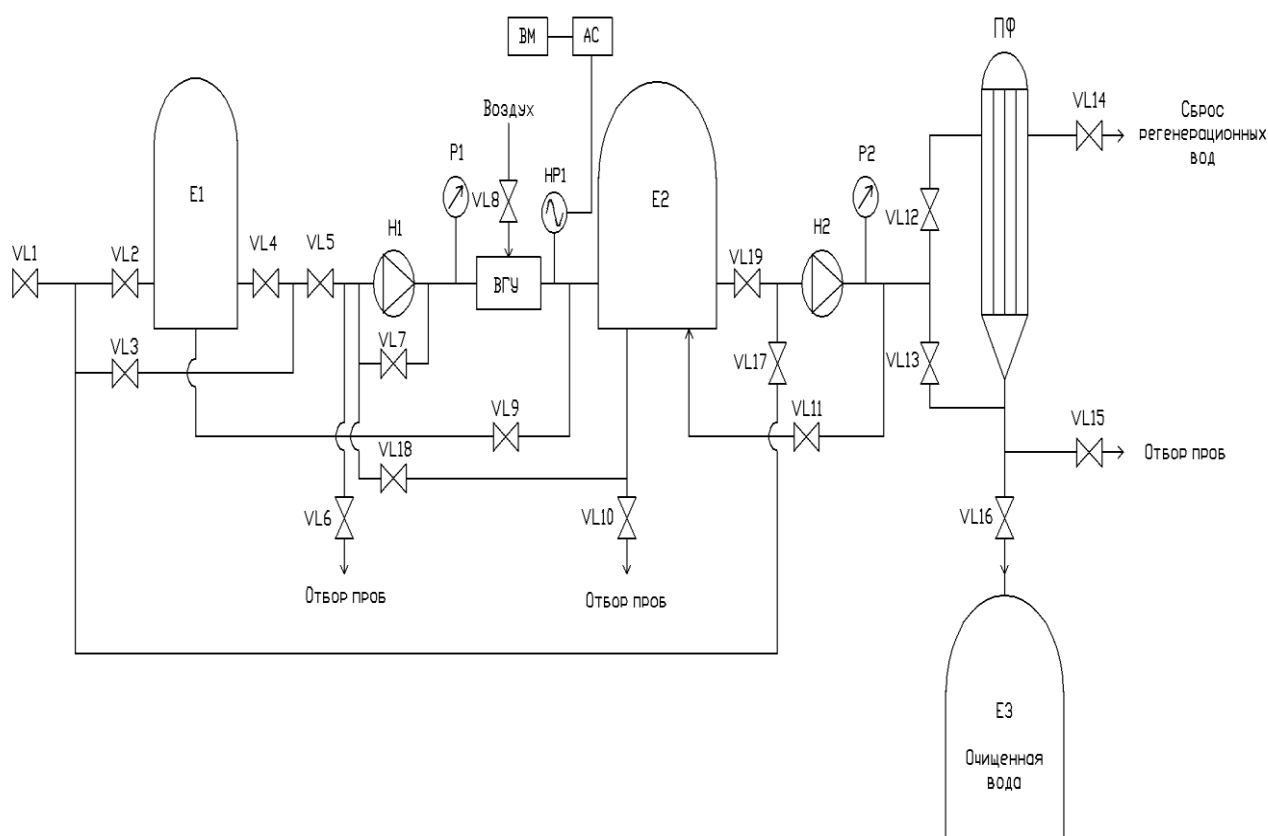 ВМ
АС
ПФ
Воздух
VL14
Сброс
регенерационных
вод
P1
HP1
VL8
E1
E2
P2
VL12
VL1
VL2
VL4
VL5
Н1
ВГУ
VL19
Н2
VL3
VL7
VL17
VL13
VL9
VL11
VL15
Отбор проб
VL18
VL6
VL10
VL16
Отбор проб
Отбор проб
E3
Очищенная
вода